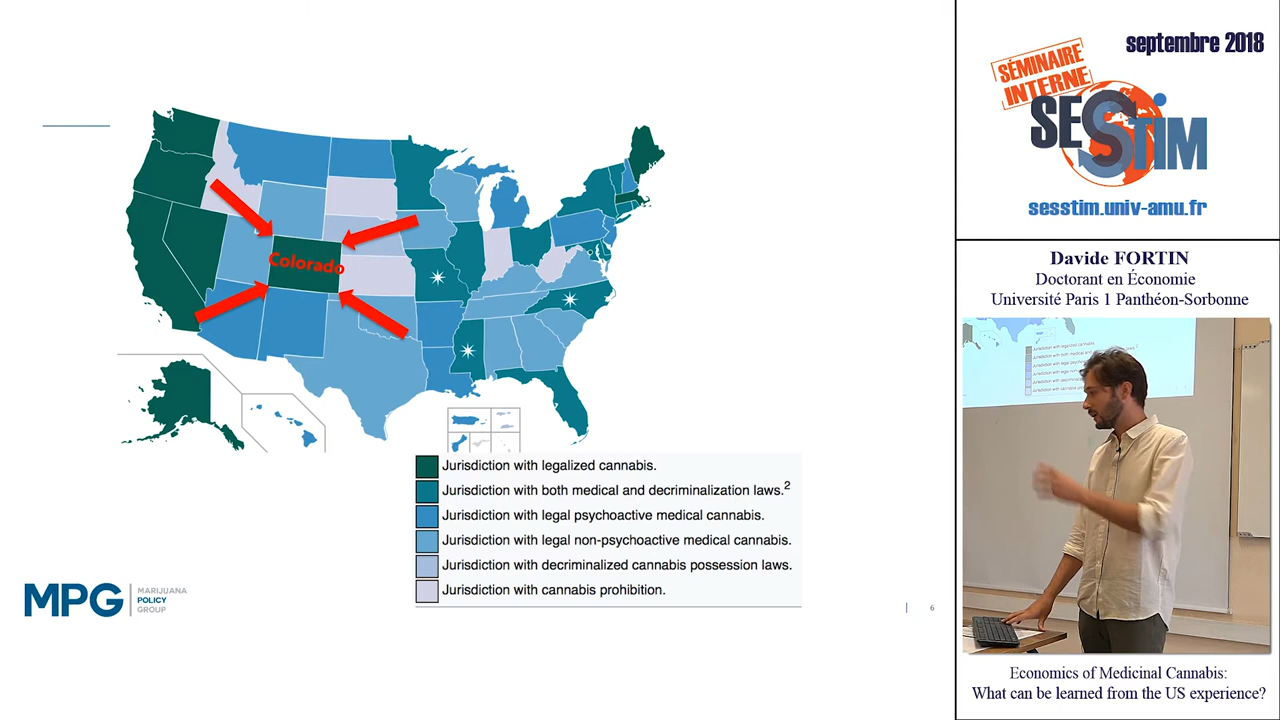 Colorado
Jurisdiction with legalized cannabis.
Jurisdiction with both medical and decriminalization laws.2
Jurisdiction with legal psychoactive medical cannabis.
Jurisdiction with legal non-psychoactive medical cannabis.
Jurisdiction with decriminalized cannabis possession laws.
Jurisdiction with cannabis prohibition.
MPG
MARIJUANA
POLICY
GROUP
6
septembre 2018
SÉMINAIRE
INTERNE
SESSTIM
sesstim.univ-amu.fr
Davide FORTIN
Doctorant en Économie
Université Paris 1 Panthéon-Sorbonne
Economics of Medicinal Cannabis:
What can be learned from the US experience?